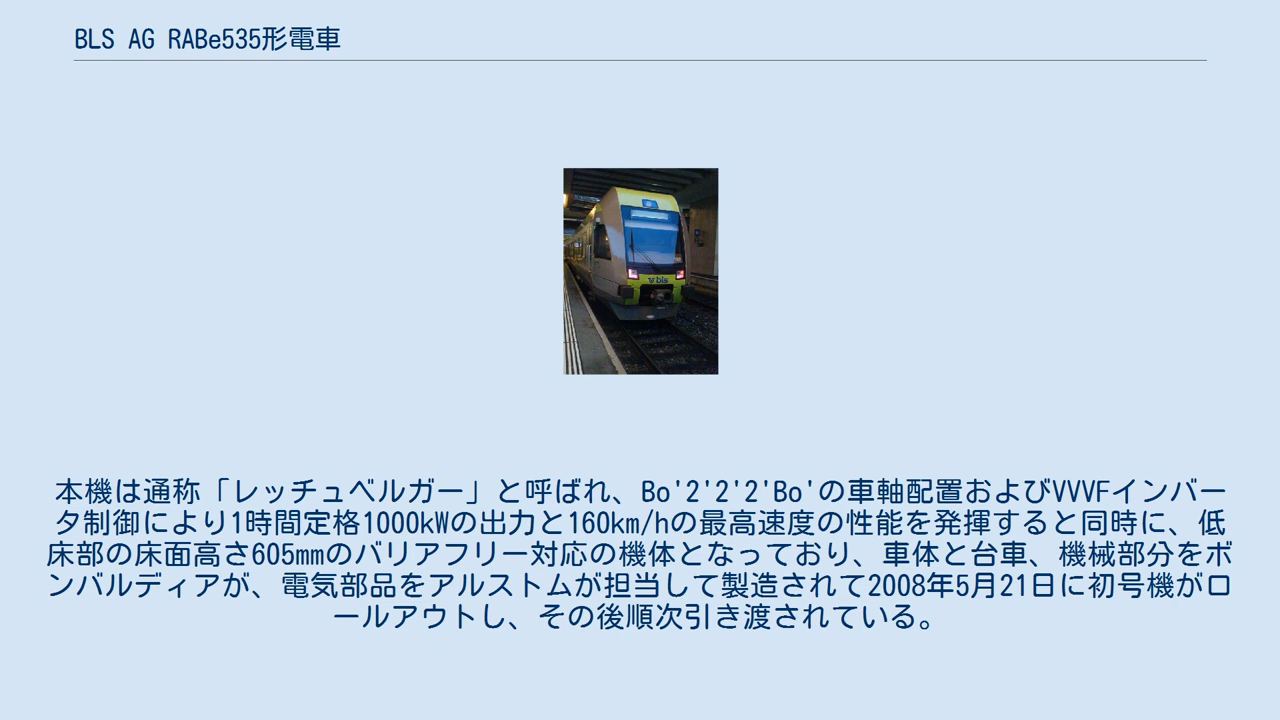 BLS AG RABe535形電車
bls
本機は通称「レッチュベルガー」と呼ばれ、Bo'2'2'2'Bo'の車軸配置およびVVVFインバー
タ制御により1時間定格1000kWの出力と160km/hの最高速度の性能を発揮すると同時に、低
床部の床面高さ605mmのバリアフリー対応の機体となっており、車体と台車、機械部分をボ
ンバルディアが、電気部品をアルストムが担当して製造されて2008年5月21日に初号機がロ
ールアウトし、その後順次引き渡されている。